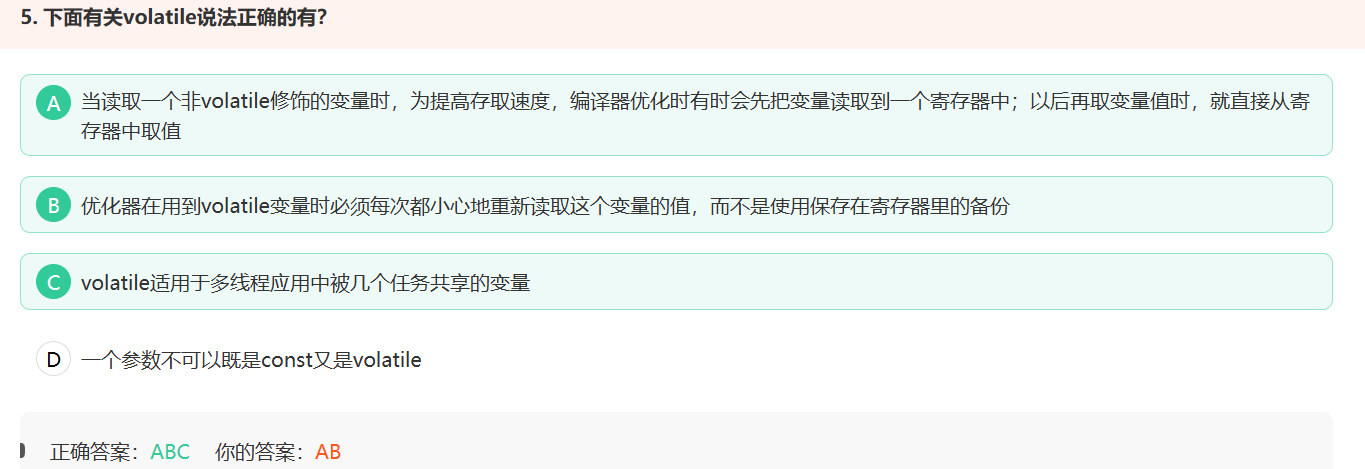 5. 下面有关volatile说法正确的有?
A 当读取一个非volatile修饰的变量时，为提高存取速度，编译器优化时有时会先把变量读取到一个寄存器中；以后再取变量值时，就直接从寄
存器中取值
B 优化器在用到volatile变量时必须每次都小心地重新读取这个变量的值，而不是使用保存在寄存器里的备份
C volatile适用于多线程应用中被几个任务共享的变量
D 一个参数不可以既是const又是volatile
正确答案：ABC 你的答案：AB